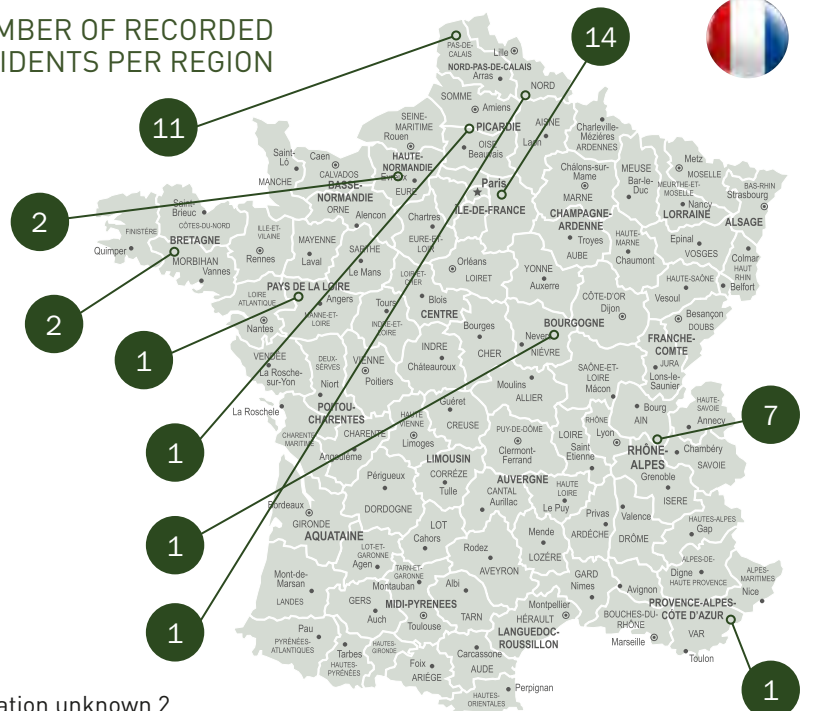 MBER OF RECORDED
IDENTS PER REGION
14
11
2
2
1
1
1
1
7
1
PAS-DE-
CALAIS
Lille
NORD-PAS-DE-CALAIS
Arras
NORD
SOMME
Amiens
SEINE-
MARITIME
Rouen
PICARDIE
AISNE
Laon
OISE
Beauvais
Charleville-
Mézières
ARDENNES
Saint-
Lô
MANCHE
Caen
CALVADOS
BASSE-
NORMANDIE
ORNE
Alençon
HAUTE-
NORMANDIE
Evreux
EURE
Paris
ÎLE-DE-FRANCE
Châlons-sur-
Marne
MARNE
CHAMPAGNE-
ARDENNE
Troyes
AUBE
MEUSE
Bar-le-
Duc
Metz
MOSELLE
MEURTHE-ET-
MOSELLE
Nancy
LORRAINE
BAS-RHIN
Strasbourg
ALSAGE
HAUTE-
MARNE
Chaumont
Epinal
VOSGES
Colmar
HAUT
RHIN
Belfort
Saint-
Brieuc
CÔTES-DU-NORD
FINISTÈRE
BRETAGNE
Quimper
MORBIHAN
Vannes
ILLE-ET-
VILAINE
Rennes
MAYENNE
Laval
SARTHE
Le Mans
Chartres
EURE-ET-
LOIR
LOIR-ET-
CHER
Orléans
LOIRET
YONNE
Auxerre
CÔTE-D'OR
Dijon
HAUTE-SAÔNE
Vesoul
Besançon
DOUBS
PAYS DE LA LOIRE
LOIRE
ATLANTIQUE
Nantes
Angers
MANNE-ET-
LOIRE
Tours
INDRE-ET-
LOIRE
Blois
CENTRE
Bourges
CHER
BOURGOGNE
Nevers
NIÉVRE
FRANCHE-
COMTE
JURA
Lons-le-
Saunier
VENDÉE
La Rosche-
sur-Yon
DEUX-
SÈRVES
Niort
VIENNE
Poitiers
INDRE
Châteauroux
Moulins
ALLIER
SAÔNE-ET-
LOIRE
Mâcon
La Roschele
POITOU-
CHARENTES
CHARENTE
MARITIME
CHARENTE
Angouleme
HAUTE
VIENNE
Limoges
Guéret
CREUSE
LIMOUSIN
PUY-DE-DÔME
Clermont-
Ferrand
LOIRE
Saint
Etienne
RHÔNE
Lyon
Bourg
AIN
HAUTE-
SAVOIE
Annecy
RHÔNE-
ALPES
Chambéry
SAVOIE
Grenoble
ISERE
Périgueux
DORDOGNE
CORRÈZE
Tulle
AUVERGNE
CANTAL
Aurillac
HAUTE
LOIRE
Le Puy
Privas
ARDÈCHE
Valence
DRÔME
HAUTES-ALPES
Gap
Bordeaux
GIRONDE
AQUATAINE
LOT
Cahors
LOT-ET-
GARONNE
Agen
TARN-ET-
GARONNE
Montauban
Rodez
AVEYRON
Mende
LOZÈRE
Mont-de-
Marsan
LANDES
GERS
Auch
MIDI-PYRENEES
Toulouse
Albi
TARN
GARD
Nimes
Avignon
ALPES-DE-
Digne
HAUTE PROVENCE
ALPES-
MARITIMES
Nice
PROVENCE-ALPES-
CÔTE D'AZUR
BOUCHES-DU-
RHÔNE
Marseille
VAR
Toulon
Montpellier
HÉRAULT
LANGUEDOC-
ROUSSILLON
Pau
PYRÉNÉES-
ATLANTIQUES
Tarbes
HAUTES-
PYRÉNÉES
HAUTES-
GIRONDE
Foix
ARIÉGE
Carcassonne
AUDE
Perpignan
HAUTES-
ORIENTALES
ation unknown 2